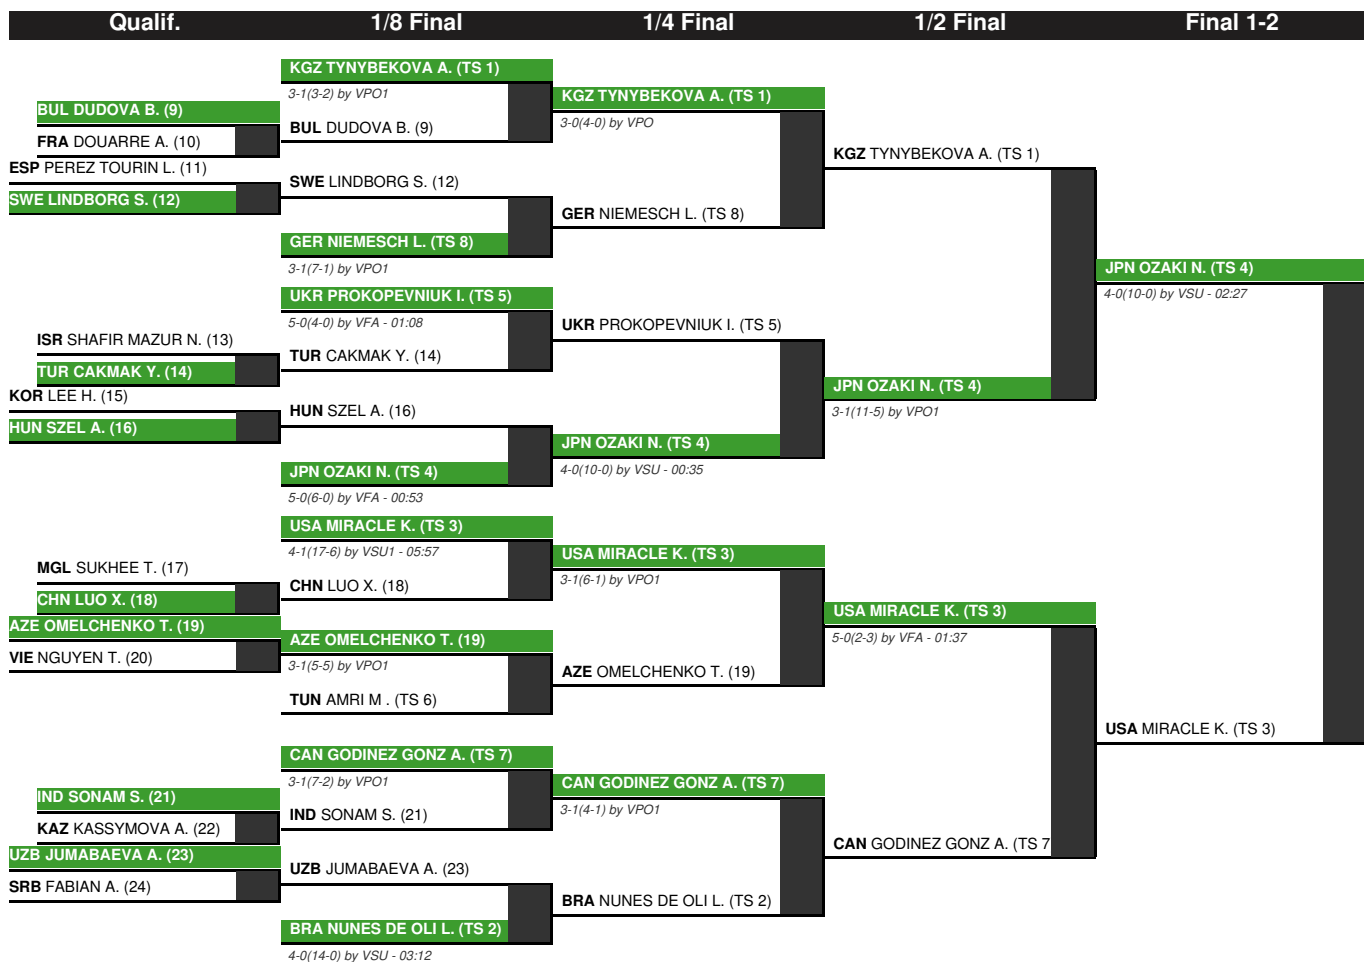 Qualif.
1/8 Final
1/4 Final
1/2 Final
Final 1-2
BUL DUDOVA B. (9)
FRA DOUARRE A. (10)
ESP PEREZ TOURIN L. (11)
SWE LINDBORG S. (12)
ISR SHAFIR MAZUR N. (13)
TUR CAKMAK Y. (14)
KOR LEE H. (15)
HUN SZEL A. (16)
MGL SUKHEE T. (17)
CHN LUO X. (18)
AZE OMELCHENKO T. (19)
VIE NGUYEN T. (20)
IND SONAM S. (21)
KAZ KASSYMOVA A. (22)
UZB JUMABAEVA A. (23)
SRB FABIAN A. (24)
KGZ TYNYBEKOVA A. (TS 1)
3-1(3-2) by VPO1
BUL DUDOVA B. (9)
SWE LINDBORG S. (12)
GER NIEMESCH L. (TS 8)
3-1(7-1) by VPO1
UKR PROKOPEVNIUK I. (TS 5)
5-0(4-0) by VFA - 01:08
TUR CAKMAK Y. (14)
HUN SZEL A. (16)
JPN OZAKI N. (TS 4)
5-0(6-0) by VFA - 00:53
USA MIRACLE K. (TS 3)
4-1(17-6) by VSU1 - 05:57
CHN LUO X. (18)
AZE OMELCHENKO T. (19)
3-1(5-5) by VPO1
TUN AMRI M . (TS 6)
CAN GODINEZ GONZ A. (TS 7)
3-1(7-2) by VPO1
IND SONAM S. (21)
UZB JUMABAEVA A. (23)
BRA NUNES DE OLI L. (TS 2)
4-0(14-0) by VSU - 03:12
KGZ TYNYBEKOVA A. (TS 1)
3-0(4-0) by VPO
GER NIEMESCH L. (TS 8)
UKR PROKOPEVNIUK I. (TS 5)
JPN OZAKI N. (TS 4)
4-0(10-0) by VSU - 00:35
USA MIRACLE K. (TS 3)
3-1(6-1) by VPO1
AZE OMELCHENKO T. (19)
CAN GODINEZ GONZ A. (TS 7)
3-1(4-1) by VPO1
BRA NUNES DE OLI L. (TS 2)
KGZ TYNYBEKOVA A. (TS 1)
JPN OZAKI N. (TS 4)
3-1(11-5) by VPO1
USA MIRACLE K. (TS 3)
5-0(2-3) by VFA - 01:37
CAN GODINEZ GONZ A. (TS 7
JPN OZAKI N. (TS 4)
4-0(10-0) by VSU - 02:27
USA MIRACLE K. (TS 3)